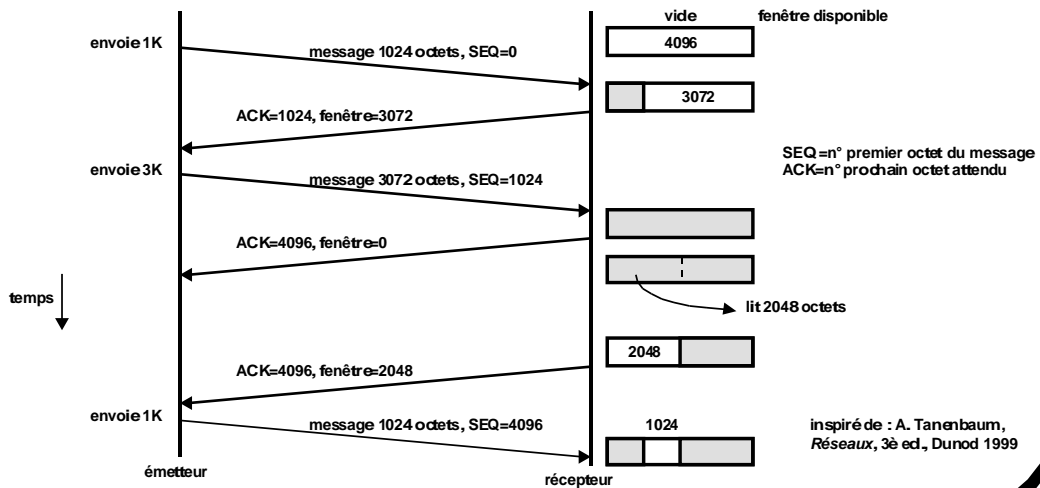 vide fenêtre disponible
envoie 1K
4096
message 1024 octets, SEQ=0
3072
ACK=1024, fenêtre=3072
SEQ=n° premier octet du message
ACK=n° prochain octet attendu
envoie 3K
message 3072 octets, SEQ=1024
ACK=4096, fenêtre=0
temps
lit 2048 octets
2048
ACK=4096, fenêtre=2048
envoie 1K
message 1024 octets, SEQ=4096
1024
inspiré de : A. Tanenbaum,
Réseaux, 3è ed., Dunod 1999
émetteur
récepteur